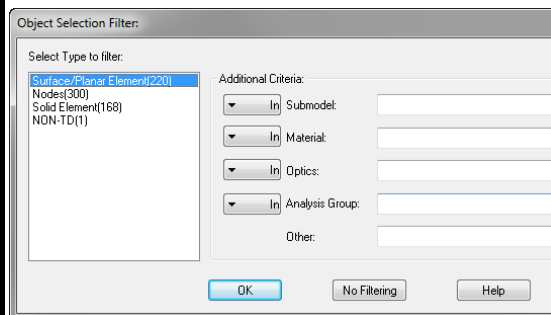 Object Selection Filter:
Select Type to filter:
Surface/Planar Element(220)
Nodes(300)
Solid Element(168)
NON-TD(1)
Additional Criteria:
In Submodel:
In Material:
In Optics:
In Analysis Group:
Other:
OK No Filtering Help